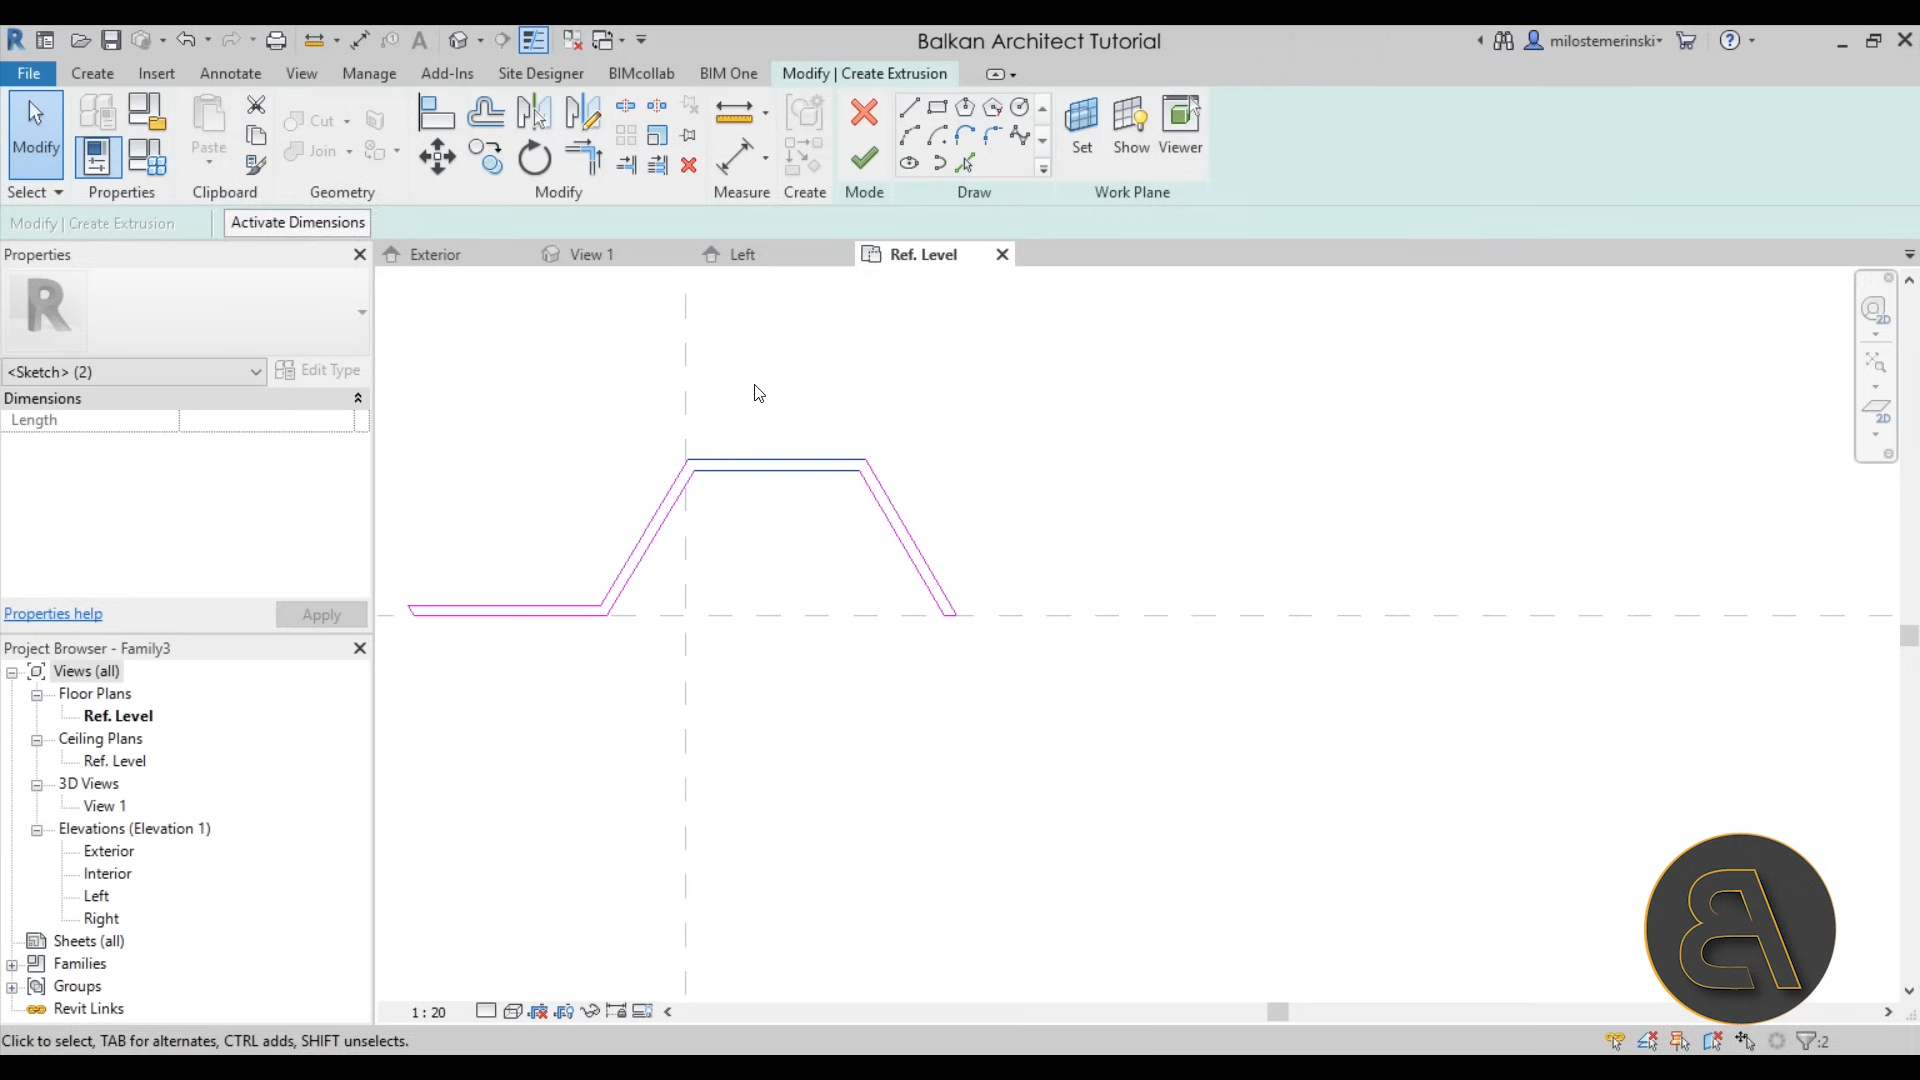 Balkan Architect Tutorial
milostemerinski
File Create Insert Annotate View Manage Add-Ins Site Designer BIMcollab BIM One Modify | Create Extrusion
Modify
Paste
Cut
Join
Set Show Viewer
Select Properties Clipboard Geometry Modify Measure Create Mode Draw Work Plane
Modify | Create Extrusion Activate Dimensions
Properties
Exterior View 1 Left Ref. Level
R
<Sketch> (2) Edit Type
Dimensions
Length
Properties help Apply
Project Browser - Family3
Views (all)
Floor Plans
Ref. Level
Ceiling Plans
Ref. Level
3D Views
View 1
Elevations (Elevation 1)
Exterior
Interior
Left
Right
Sheets (all)
Families
Groups
Revit Links
2D
2D
1 : 20
Click to select, TAB for alternates, CTRL adds, SHIFT unselects.
:2